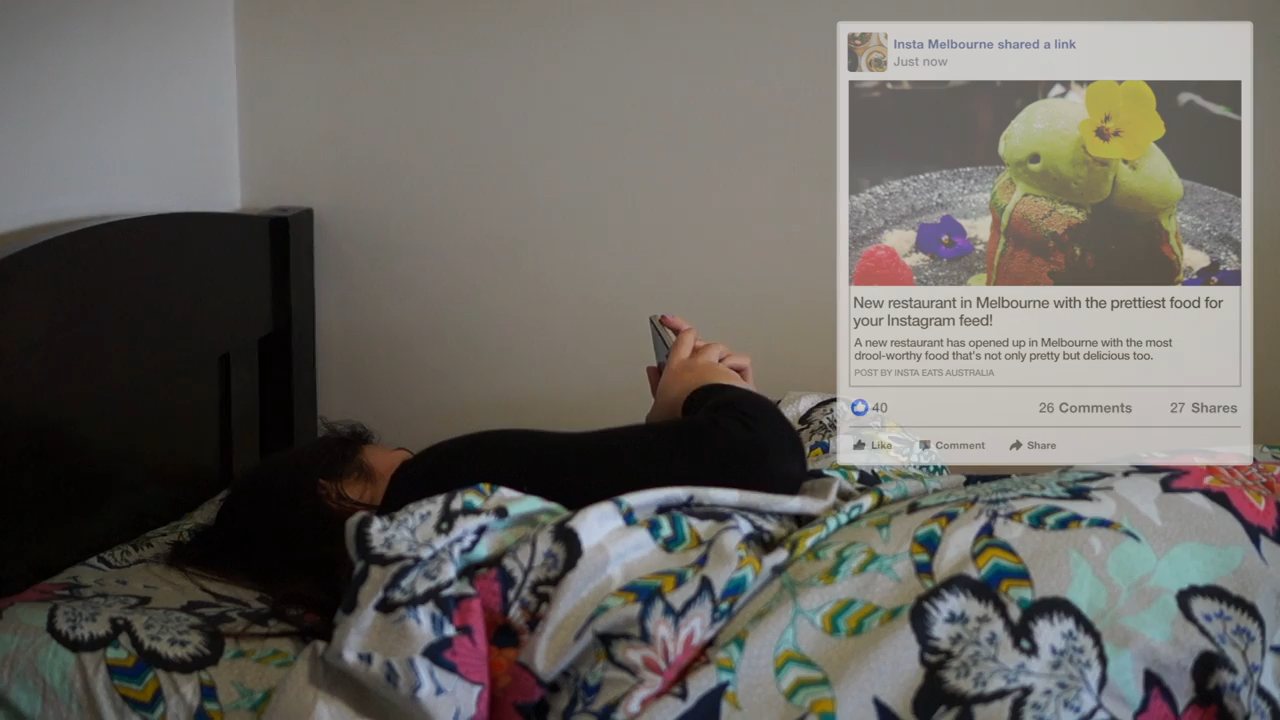 Insta Melbourne shared a link
Just now
New restaurant in Melbourne with the prettiest food for
your Instagram feed!
A new restaurant has opened up in Melbourne with the most
drool-worthy food that's not only pretty but delicious too.
POST BY INSTA EATS AUSTRALIA
40 26 Comments 27 Shares
Like Comment Share